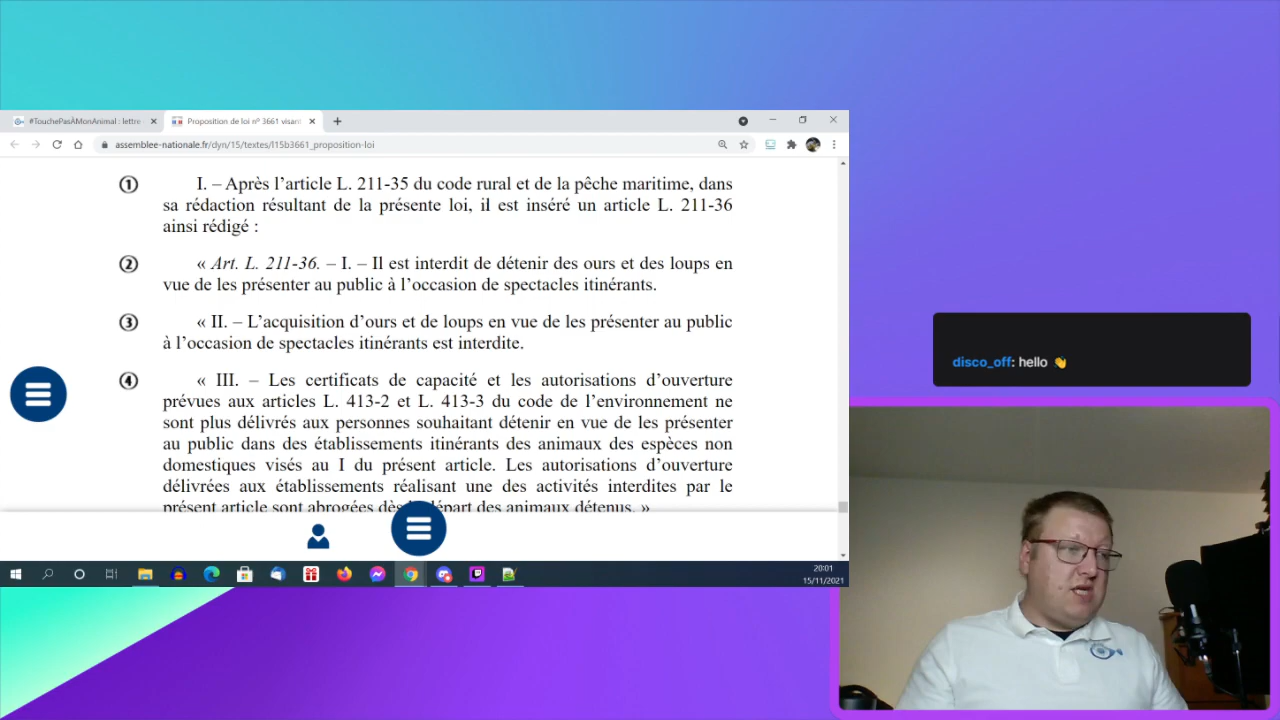 #TouchePasÀMonAnimal : lettre
Proposition de loi nº 3661 visant
assemblee-nationale.fr/dyn/15/textes/l15b3661_proposition-loi
1 I. – Après l’article L. 211-35 du code rural et de la pêche maritime, dans
sa rédaction résultant de la présente loi, il est inséré un article L. 211-36
ainsi rédigé :
2 « Art. L. 211-36. – I. – Il est interdit de détenir des ours et des loups en
vue de les présenter au public à l’occasion de spectacles itinérants.
3 « II. – L’acquisition d’ours et de loups en vue de les présenter au public
à l’occasion de spectacles itinérants est interdite.
4 « III. – Les certificats de capacité et les autorisations d’ouverture
prévues aux articles L. 413-2 et L. 413-3 du code de l’environnement ne
sont plus délivrés aux personnes souhaitant détenir en vue de les présenter
au public dans des établissements itinérants des animaux des espèces non
domestiques visés au I du présent article. Les autorisations d’ouverture
délivrées aux établissements réalisant une des activités interdites par le
présent article sont abrogées dès départ des animaux détenus. »
20:01
15/11/2021
disco_off: hello 👋